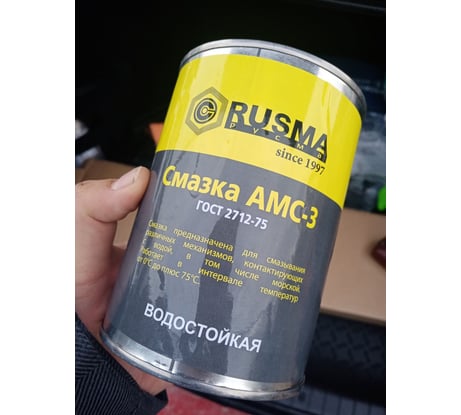 RUSMA
РУСМА
since 1997
Смазка АМС-3
ГОСТ 2712-75
Смазка предназначена для смазывания
различных механизмов, контактирующих
с водой, в том числе морской.
Работает в интервале температур
от 0°С до плюс 75°С.
ВОДОСТОЙКАЯ